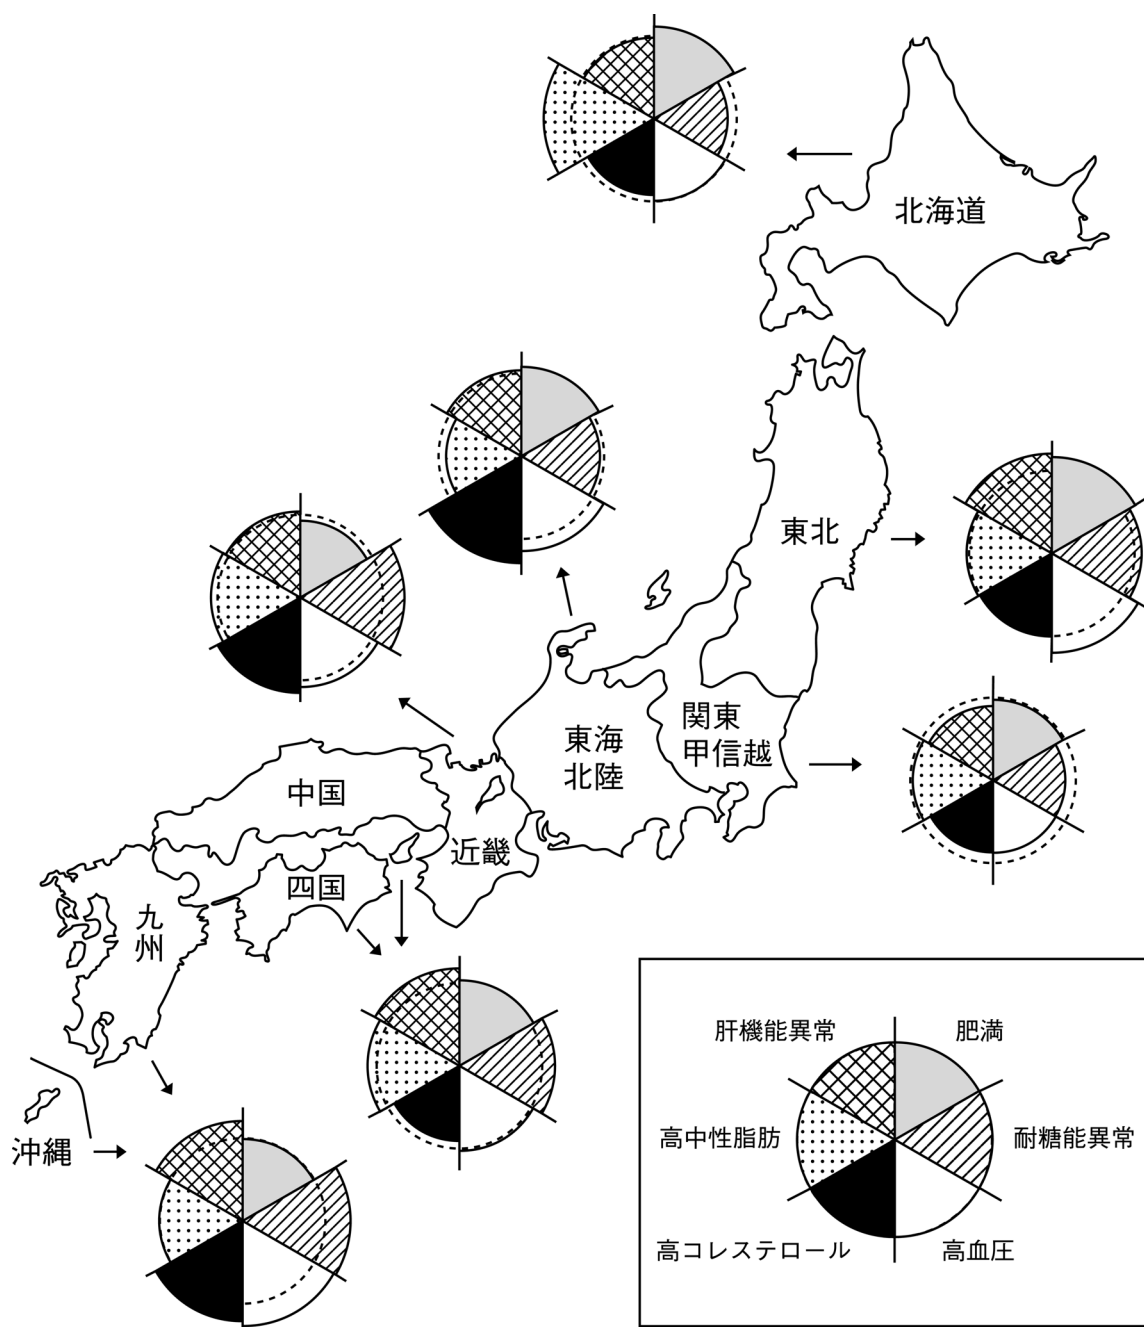 北海道
東北
関東
甲信越
東海
北陸
中国
近畿
四国
九
州
沖縄
肝機能異常
肥満
高中性脂肪
耐糖能異常
高コレステロール
高血圧